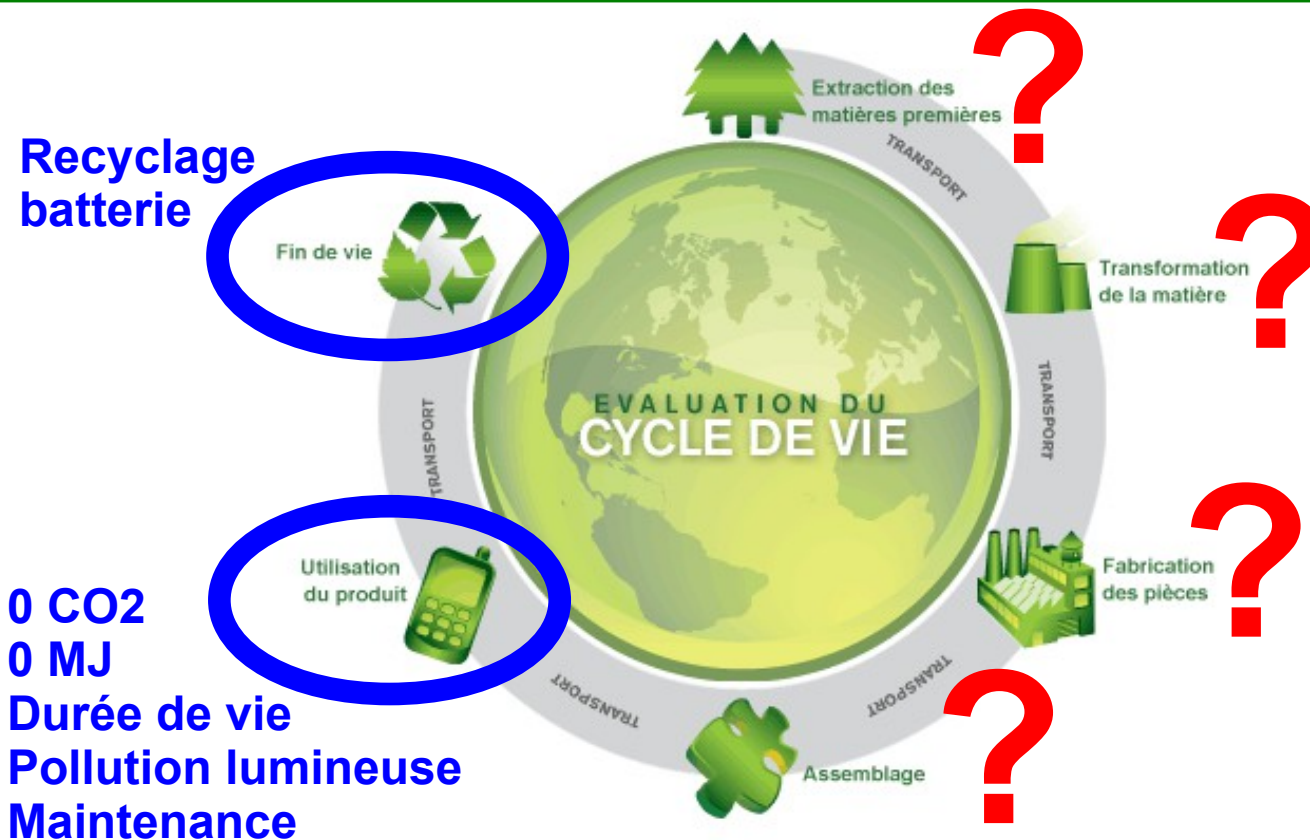 Extraction des
matières premières
?
TRANSPORT
Recyclage
batterie
Fin de vie
?
Transformation
de la matière
TRANSPORT
EVALUATION DU
CYCLE DE VIE
TRANSPORT
?
Utilisation
du produit
Fabrication
des pièces
0 CO2
0 MJ
Durée de vie
Pollution lumineuse
Maintenance
TRANSPORT
TRANSPORT
?
Assemblage